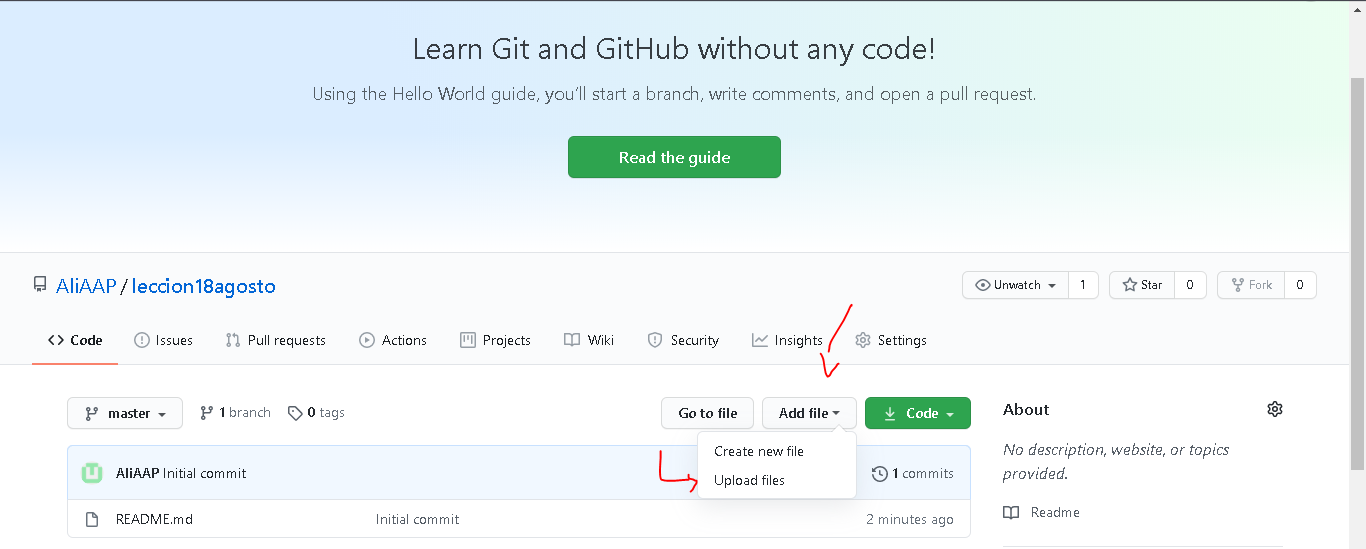 Learn Git and GitHub without any code!
Using the Hello World guide, you'll start a branch, write comments, and open a pull request.
Read the guide
AliAAP / leccion18agosto
Unwatch 1 Star 0 Fork 0
Code Issues Pull requests Actions Projects Wiki Security Insights Settings
master 1 branch 0 tags Go to file Add file Code
Create new file
Upload files
AliAAP Initial commit 1 commits
README.md Initial commit 2 minutes ago
About
No description, website, or topics
provided.
Readme